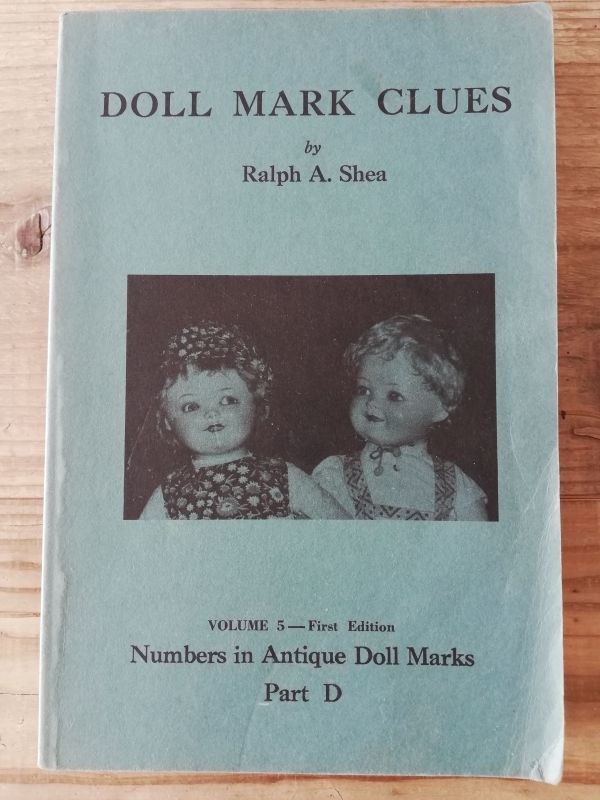 DOLL MARK CLUES
by
Ralph A. Shea
VOLUME 5 — First Edition
Numbers in Antique Doll Marks
Part D